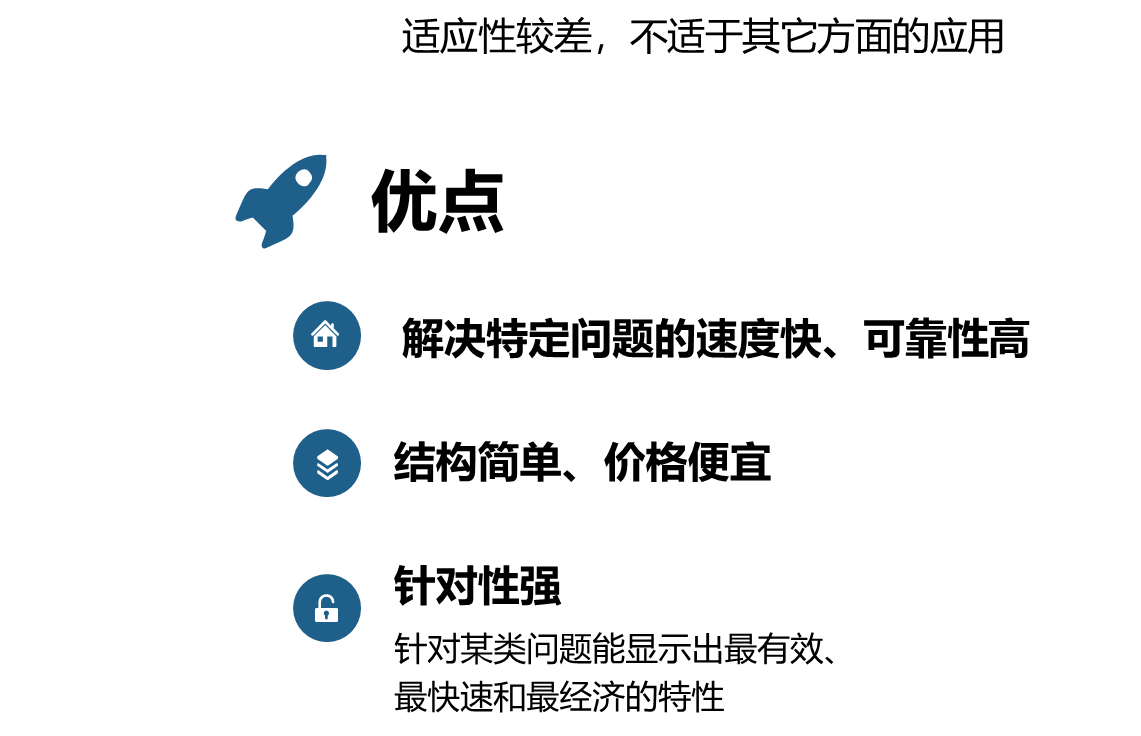 适应性较差，不适于其它方面的应用
优点
解决特定问题的速度快、可靠性高
结构简单、价格便宜
针对性强
针对某类问题能显示出最有效、
最快速和最经济的特性